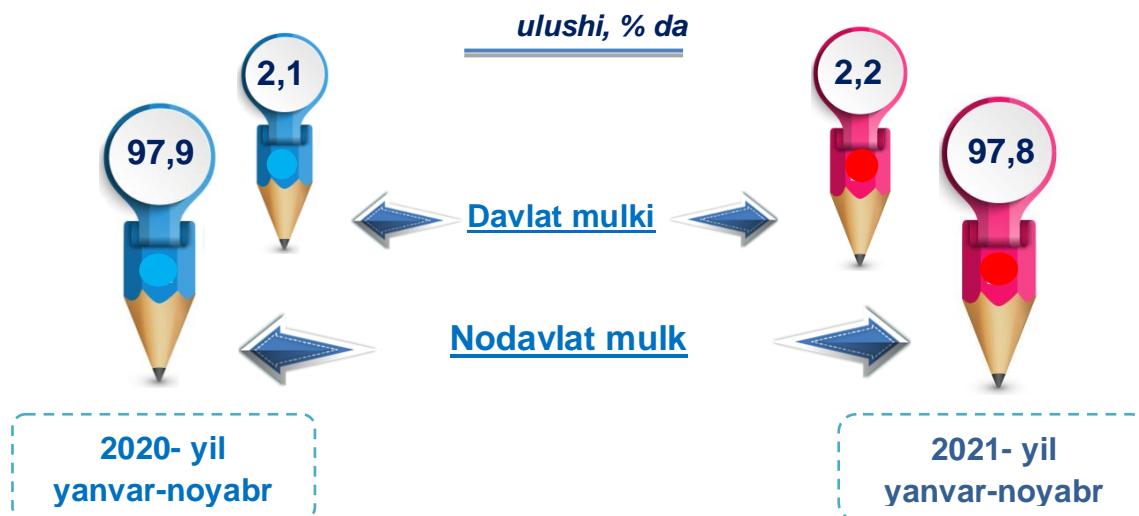 ulushi, % da
2,1
2,2
97,9
97,8
Davlat mulki
Nodavlat mulk
2020- yil
yanvar-noyabr
2021- yil
yanvar-noyabr